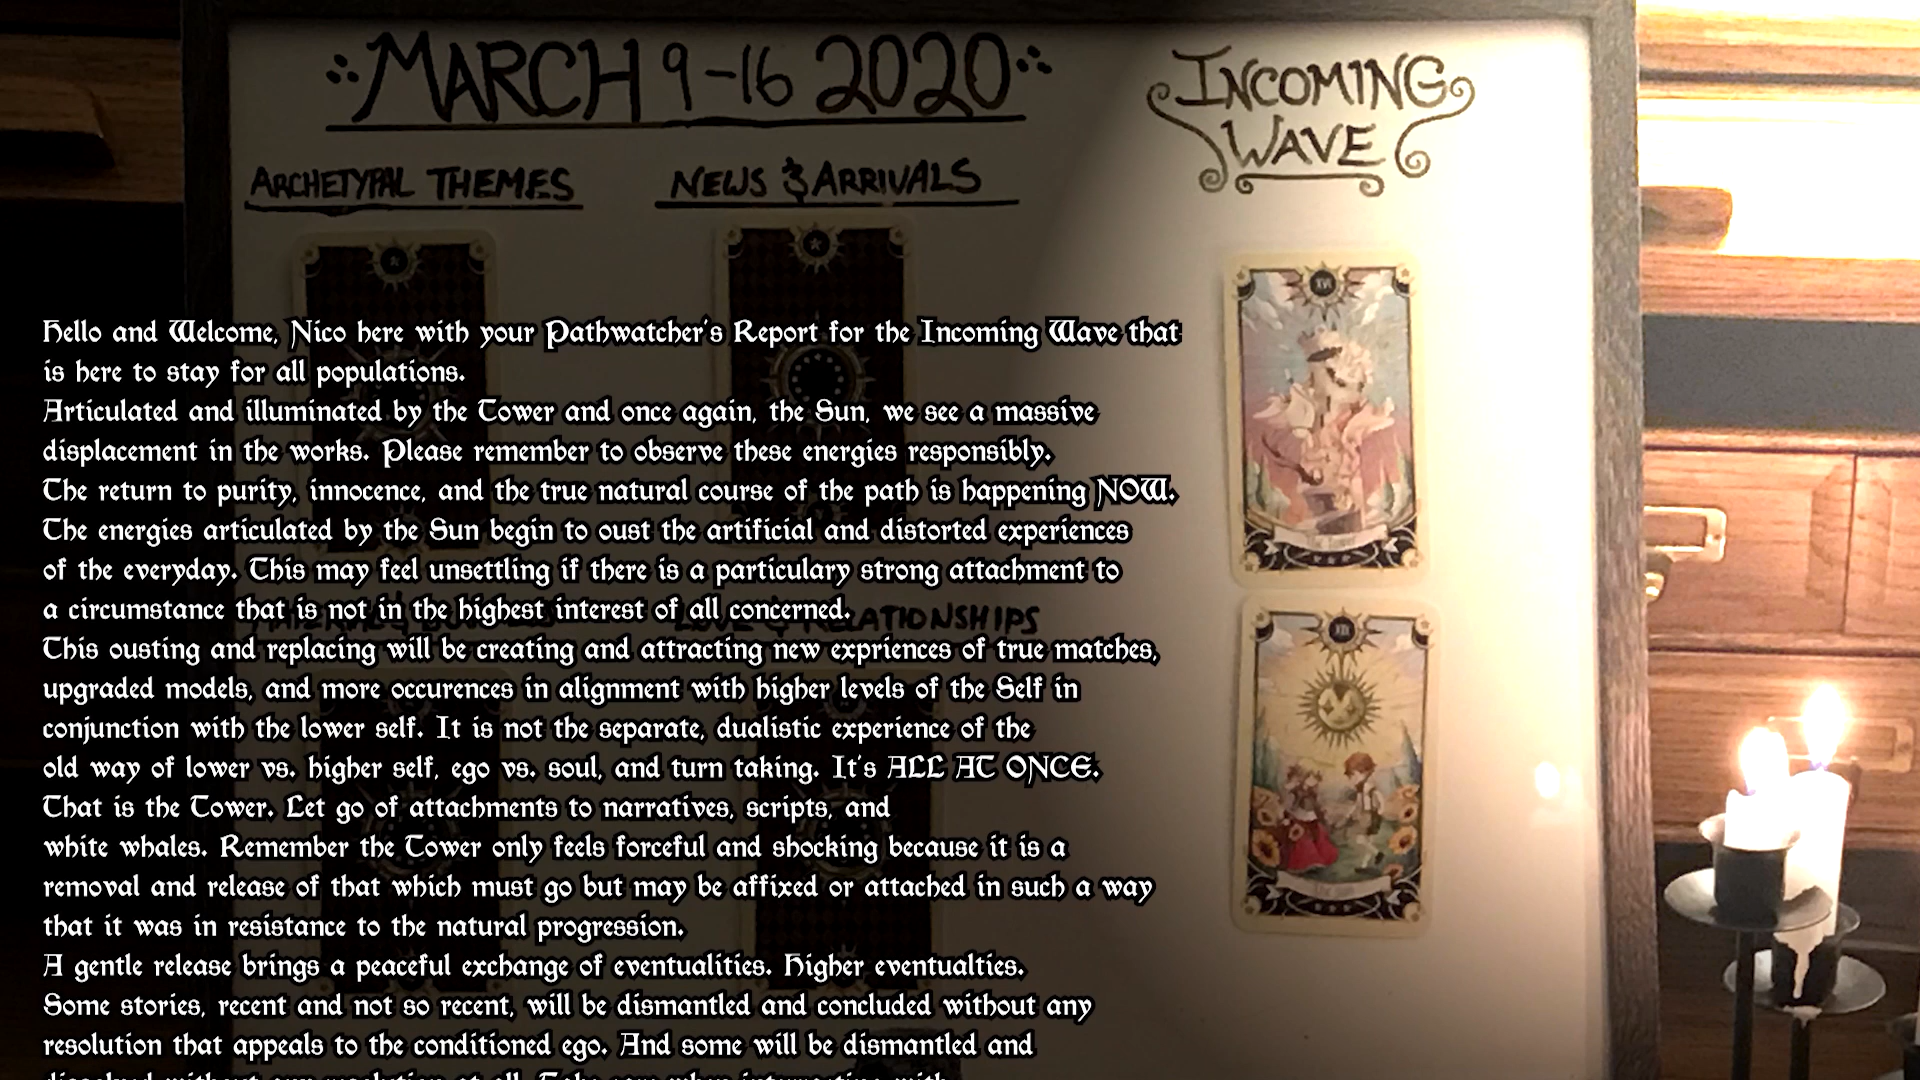 MARCH 9-16 2020
INCOMING
WAVE
ARCHETYPAL THEMES
NEWS & ARRIVALS
XVI
Hello and Welcome, Nico here with your Pathwatcher's Report for the Incoming Wave that
is here to stay for all populations.
Articulated and illuminated by the Tower and once again, the Sun, we see a massive
displacement in the works. Please remember to observe these energies responsibly.
The return to purity, innocence, and the true natural course of the path is happening NOW.
The energies articulated by the Sun begin to oust the artificial and distorted experiences
of the everyday. This may feel unsettling if there is a particulary strong attachment to
a circumstance that is not in the highest interest of all concerned.
RELATIONSHIPS
This ousting and replacing will be creating and attracting new expriences of true matches,
upgraded models, and more occurences in alignment with higher levels of the Self in
conjunction with the lower self. It is not the separate, dualistic experience of the
old way of lower vs. higher self, ego vs. soul, and turn taking. It's ALL AT ONCE.
That is the Tower. Let go of attachments to narratives, scripts, and
white whales. Remember the Tower only feels forceful and shocking because it is a
removal and release of that which must go but may be affixed or attached in such a way
that it was in resistance to the natural progression.
A gentle release brings a peaceful exchange of eventualities. Higher eventualties.
Some stories, recent and not so recent, will be dismantled and concluded without any
resolution that appeals to the conditioned ego. And some will be dismantled and